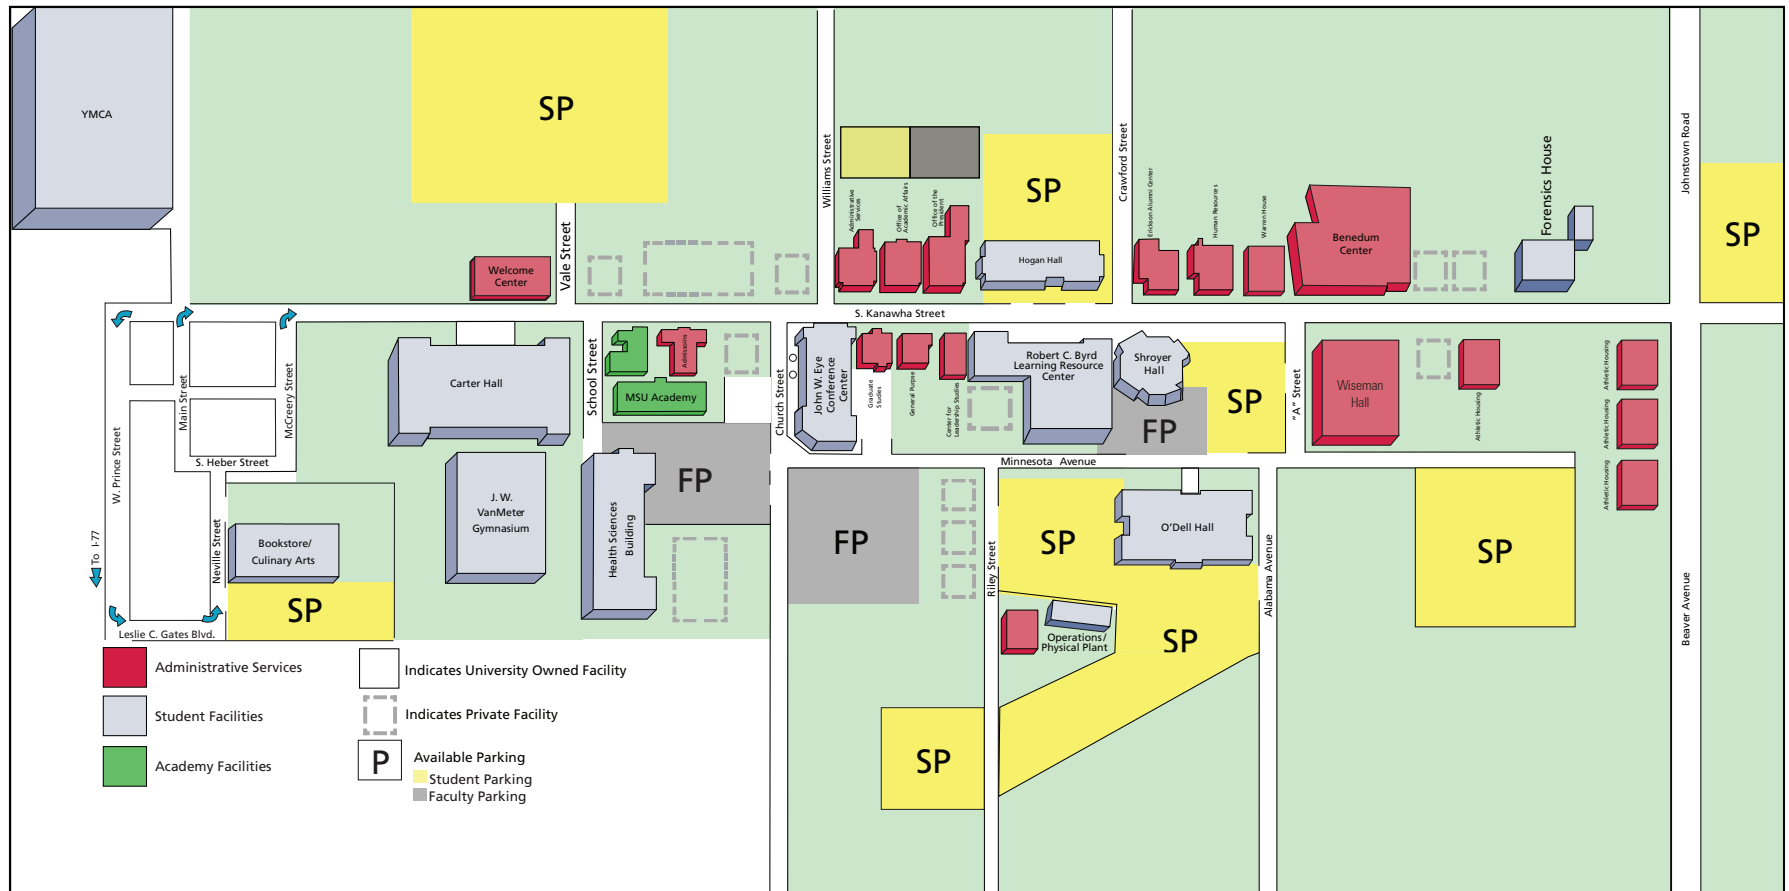 YMCA
SP
Vale Street
Welcome
Center
Williams Street
Administrative
Services
Office of
Academic Affairs
Office of the
President
SP
Hogan Hall
Crawford Street
Erickson Alumni Center
Human Resources
Warren House
Benedum
Center
Forensics House
Johnstown Road
SP
S. Kanawha Street
Main Street
McCreery Street
W. Prince Street
S. Heber Street
Neville Street
To I-77
Leslie C. Gates Blvd.
Carter Hall
School Street
Admissoins
MSU Academy
Church Street
John W. Eye
Conference
Center
Graduate
Studies
General Purpse
Center for
Leadership Studies
Robert C. Byrd
Learning Resource
Center
Shroyer
Hall
SP
FP
"A" Street
Wiseman
Hall
Athletic Housing
Athletic Housing
Athletic Housing
Athletic Housing
Minnesota Avenue
Bookstore/
Culinary Arts
SP
J. W.
VanMeter
Gymnasium
Health Sciences
Building
FP
FP
Riley Street
SP
O'Dell Hall
Operations/
Physical Plant
SP
SP
Alabama Avenue
SP
Beaver Avenue
Administrative Services
Student Facilities
Academy Facilities
Indicates University Owned Facility
Indicates Private Facility
P
Available Parking
Student Parking
Faculty Parking